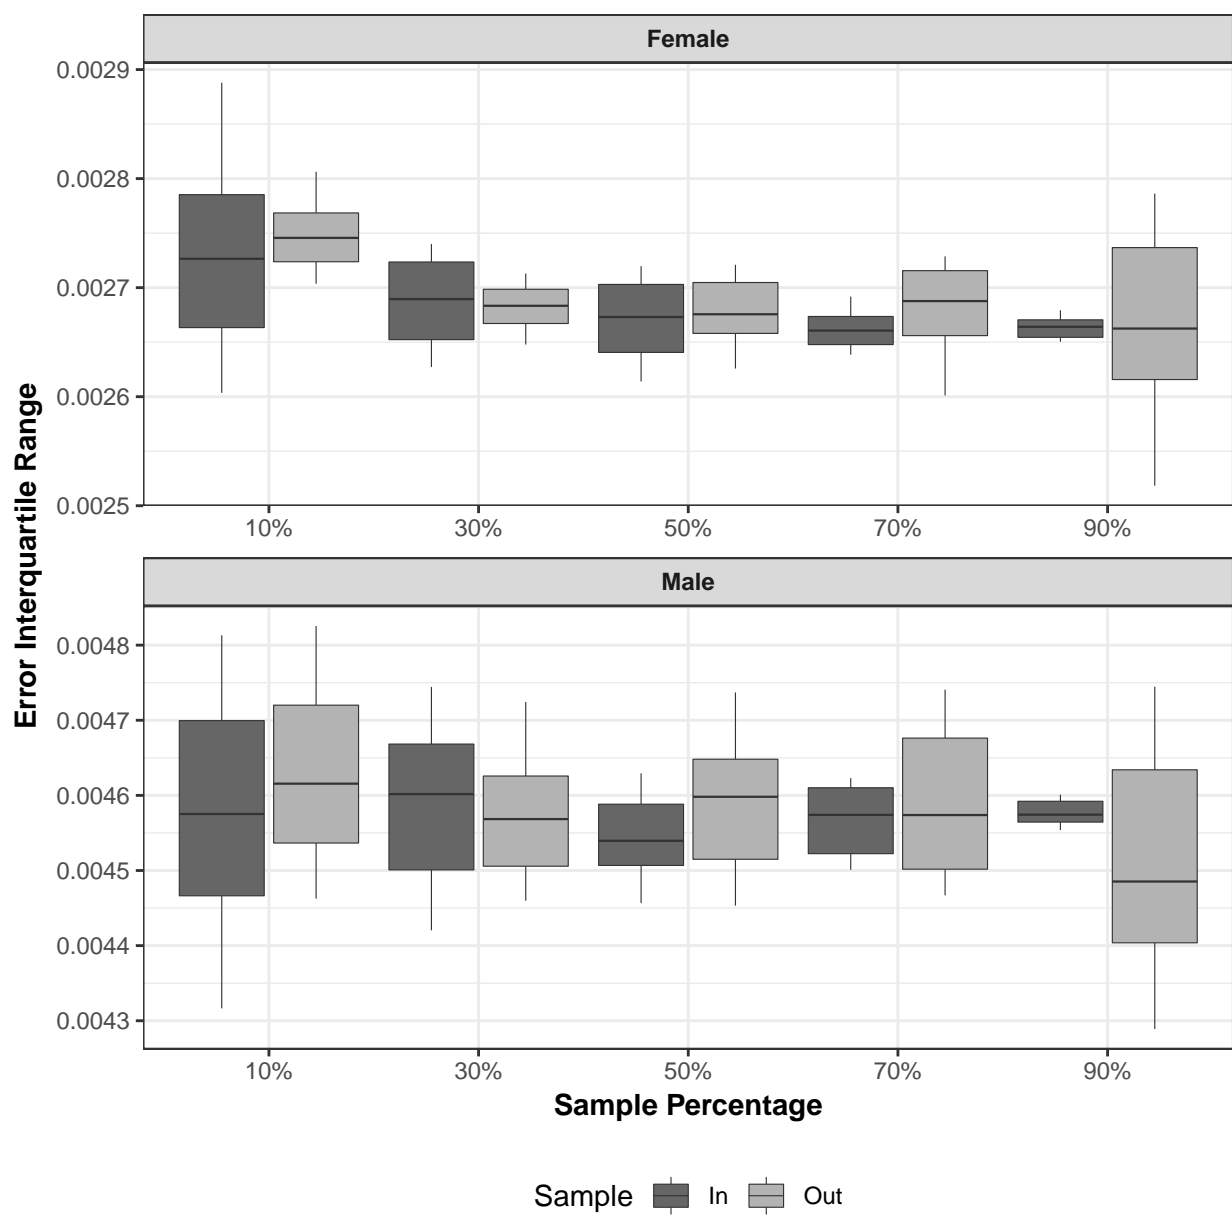 Female
0.0029
0.0028
0.0027
0.0026
0.0025
10% 30% 50% 70% 90%
Male
0.0048
0.0047
0.0046
0.0045
0.0044
0.0043
10% 30% 50% 70% 90%
Error Interquartile Range
Sample Percentage
Sample In Out